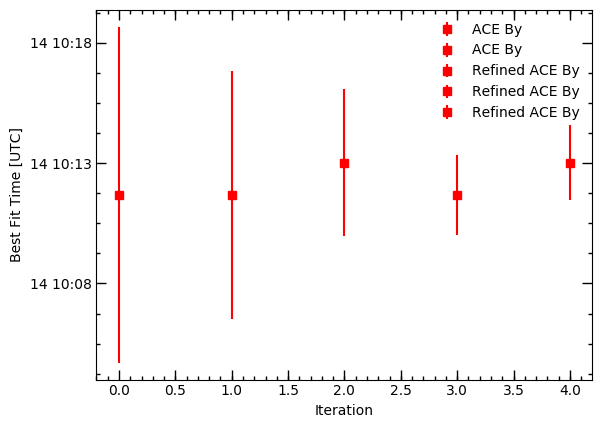 ACE By
ACE By
Refined ACE By
Refined ACE By
Refined ACE By
14 10:18
14 10:13
14 10:08
Best Fit Time [UTC]
0.0 0.5 1.0 1.5 2.0 2.5 3.0 3.5 4.0
Iteration